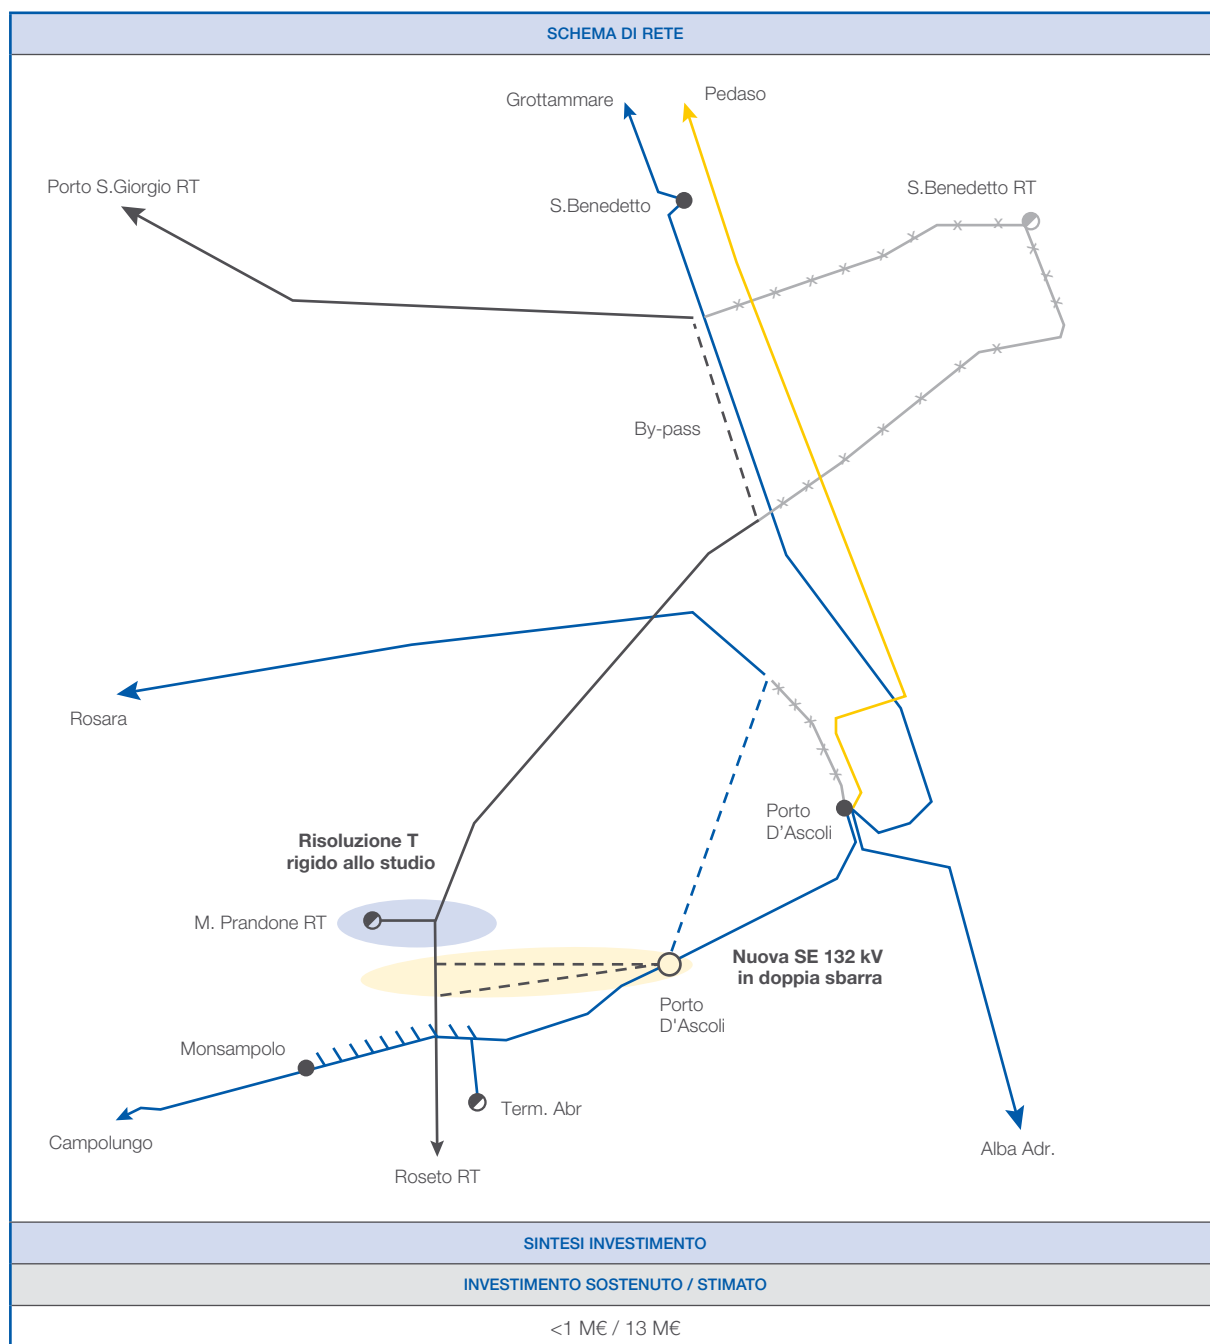 SCHEMA DI RETE
Grottammare
Pedaso
Porto S.Giorgio RT
S.Benedetto
S.Benedetto RT
By-pass
Rosara
Porto
D'Ascoli
Risoluzione T
rigido allo studio
M. Prandone RT
Nuova SE 132 kV
in doppia sbarra
Porto
D'Ascoli
Monsampolo
Term. Abr
Campolungo
Roseto RT
Alba Adr.
SINTESI INVESTIMENTO
INVESTIMENTO SOSTENUTO / STIMATO
<1 M€ / 13 M€